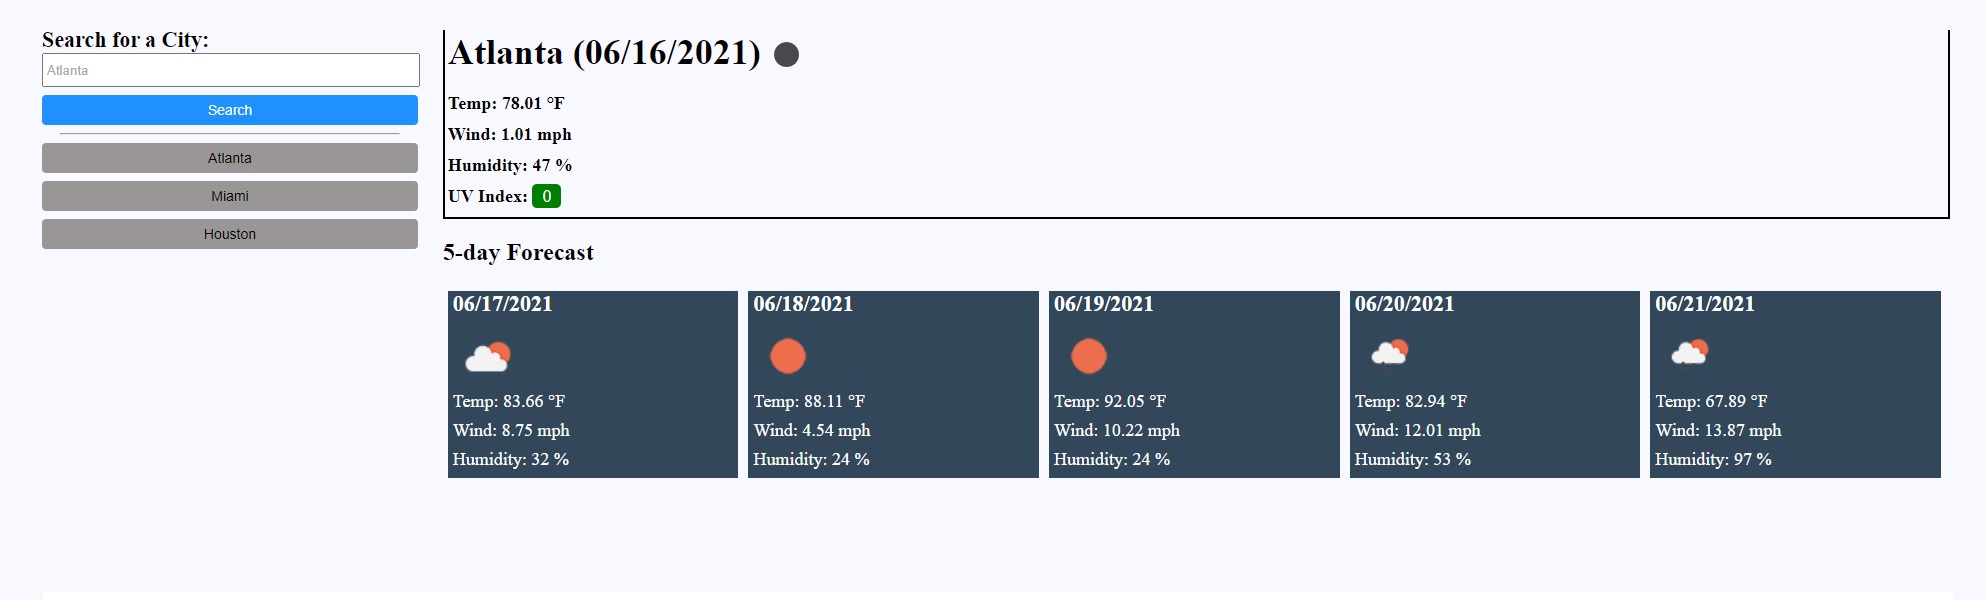 Search for a City:
Atlanta
Search
Atlanta
Miami
Houston
Atlanta (06/16/2021)
Temp: 78.01 °F
Wind: 1.01 mph
Humidity: 47 %
UV Index: 0
5-day Forecast
06/17/2021
Temp: 83.66 °F
Wind: 8.75 mph
Humidity: 32 %
06/18/2021
Temp: 88.11 °F
Wind: 4.54 mph
Humidity: 24 %
06/19/2021
Temp: 92.05 °F
Wind: 10.22 mph
Humidity: 24 %
06/20/2021
Temp: 82.94 °F
Wind: 12.01 mph
Humidity: 53 %
06/21/2021
Temp: 67.89 °F
Wind: 13.87 mph
Humidity: 97 %